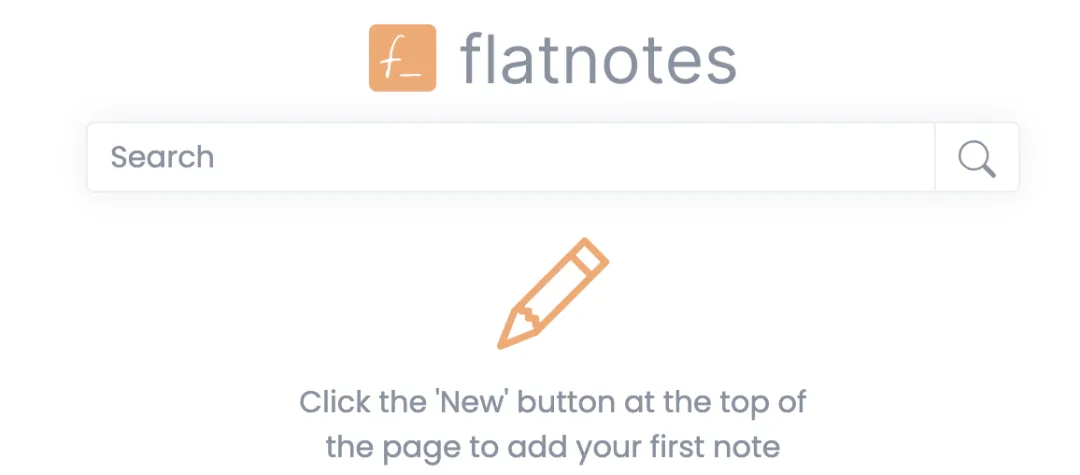 f_ flatnotes
Search
Click the 'New' button at the top of
the page to add your first note